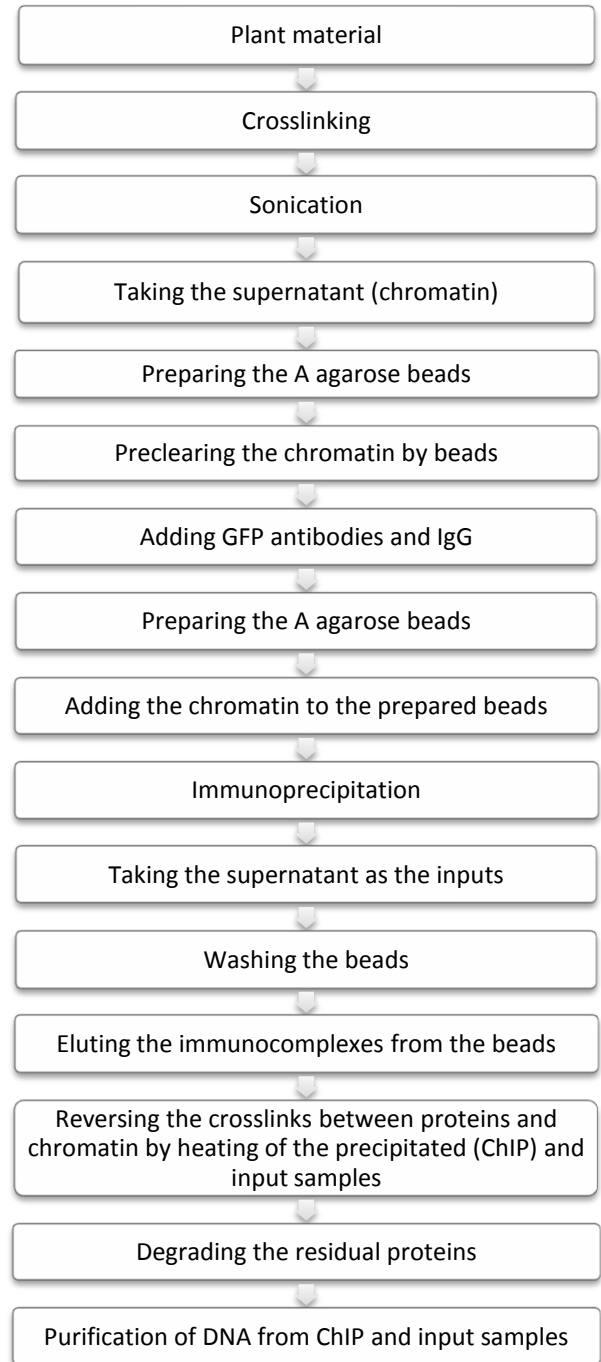 Plant material
Crosslinking
Sonication
Taking the supernatant (chromatin)
Preparing the A agarose beads
Preclearing the chromatin by beads
Adding GFP antibodies and IgG
Preparing the A agarose beads
Adding the chromatin to the prepared beads
Immunoprecipitation
Taking the supernatant as the inputs
Washing the beads
Eluting the immunocomplexes from the beads
Reversing the crosslinks between proteins and
chromatin by heating of the precipitated (ChIP) and
input samples
Degrading the residual proteins
Purification of DNA from ChIP and input samples